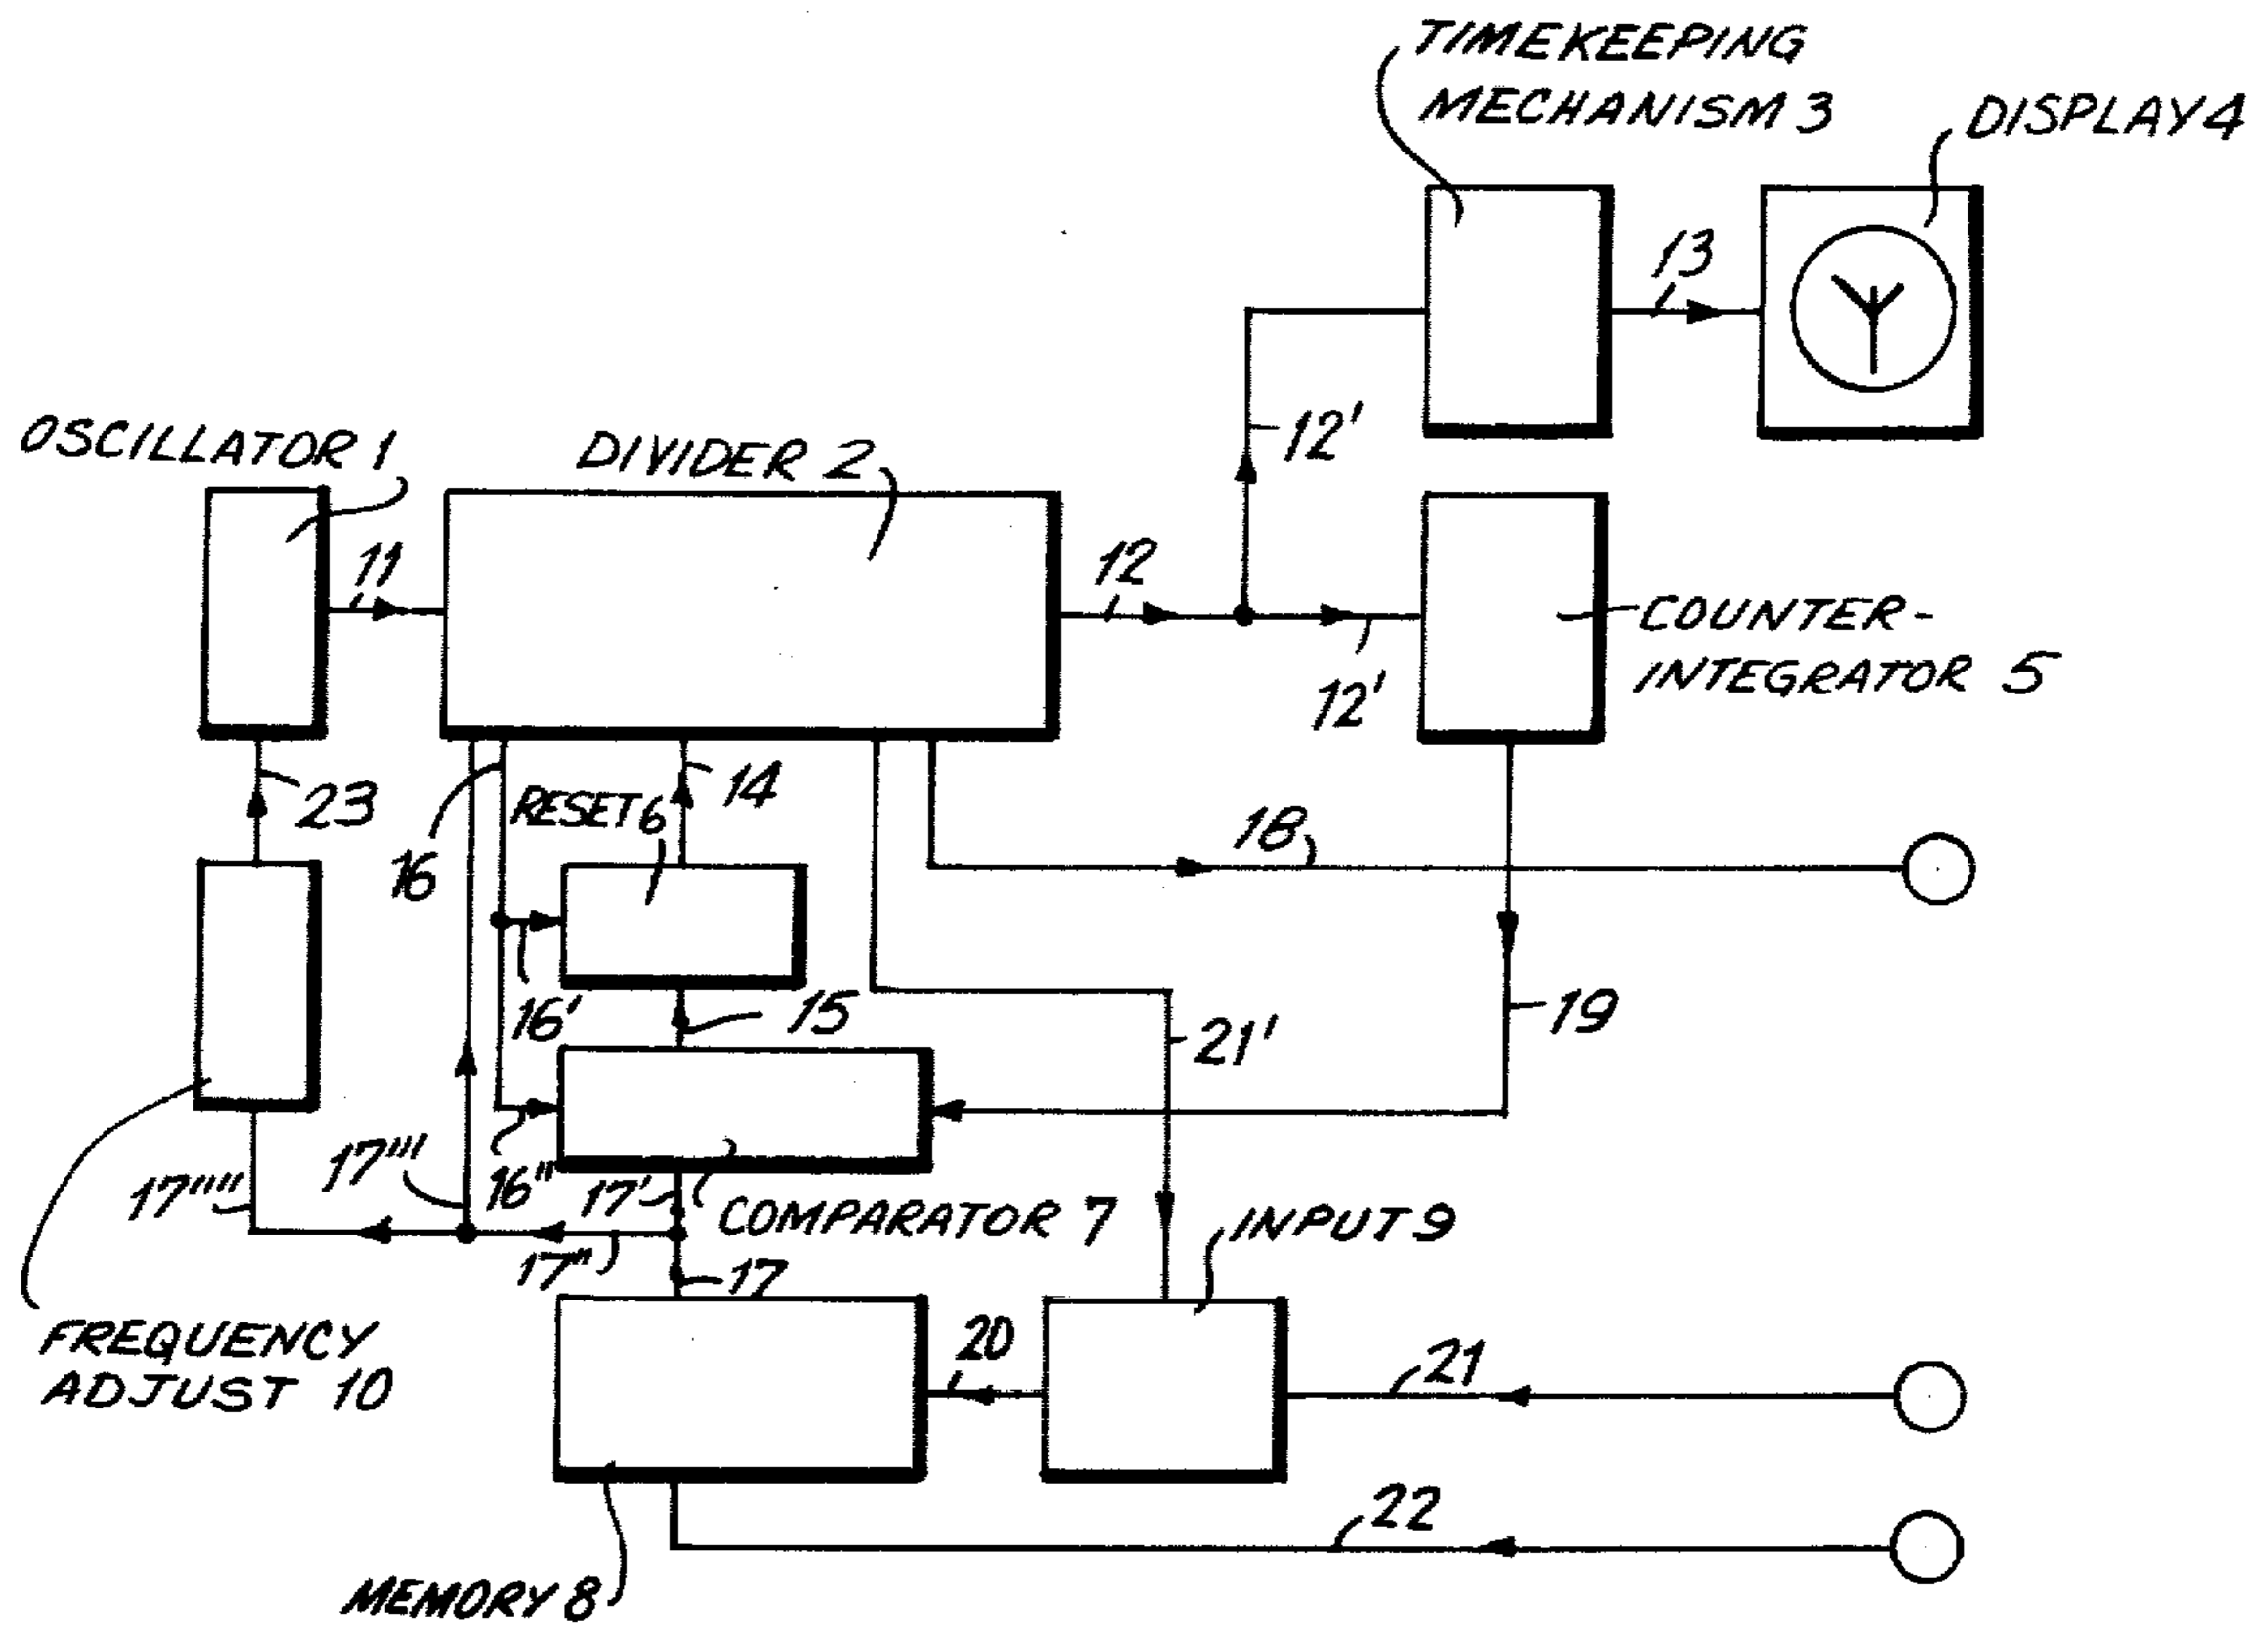 TIMEKEEPING
MECHANISM 3
DISPLAY 4
13
12'
OSCILLATOR 1
DIVIDER 2
11
12
12'
COUNTER-
INTEGRATOR 5
23
16
RESET 6
14
18
16'
15
21'
19
17''''
17'''
16''
17'
COMPARATOR 7
INPUT 9
17''
17
FREQUENCY
ADJUST 10
20
21
22
MEMORY 8